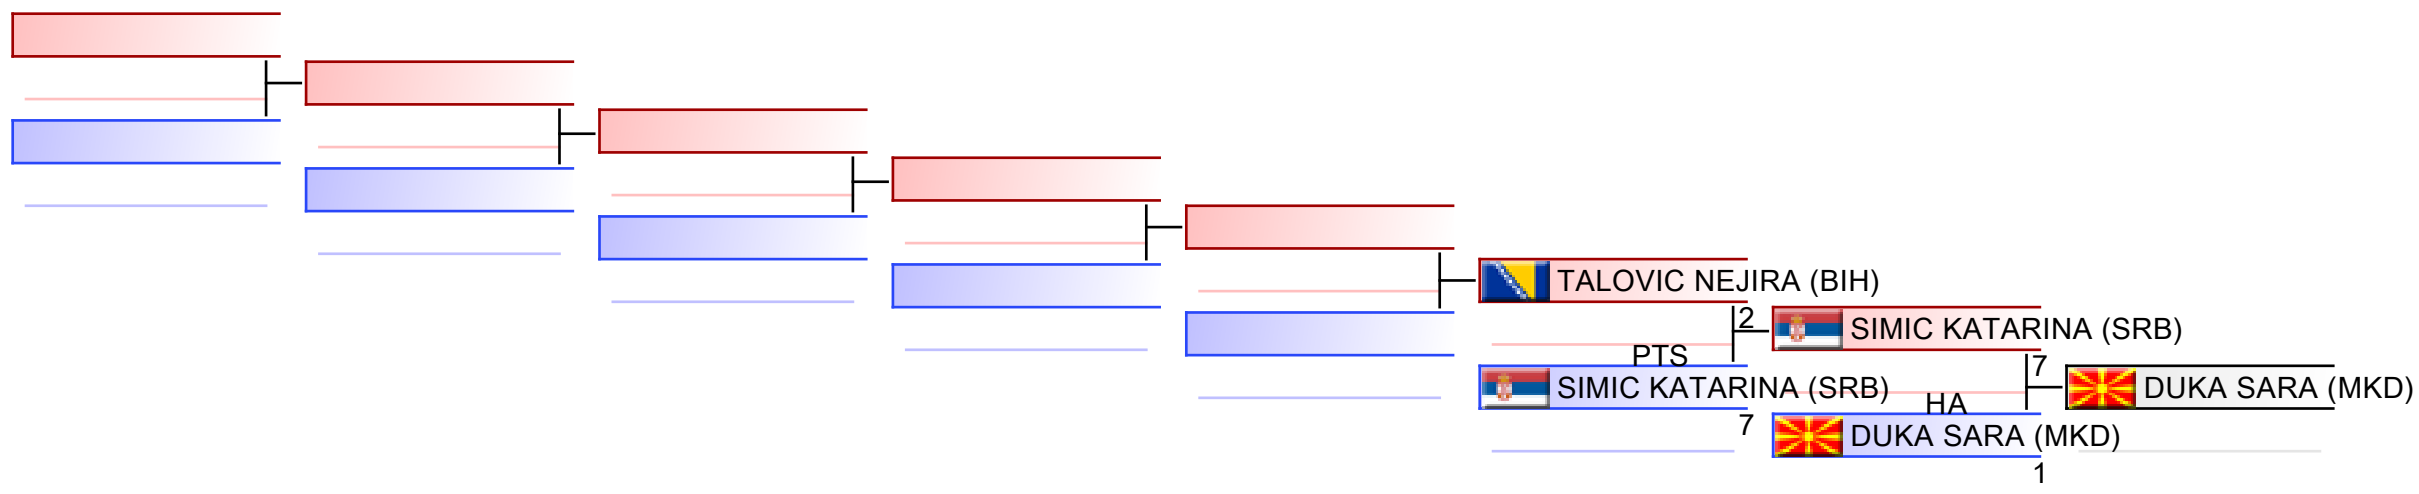 TALOVIC NEJIRA (BIH)
2
PTS
SIMIC KATARINA (SRB)
7
SIMIC KATARINA (SRB)
7
HA
DUKA SARA (MKD)
1
DUKA SARA (MKD)